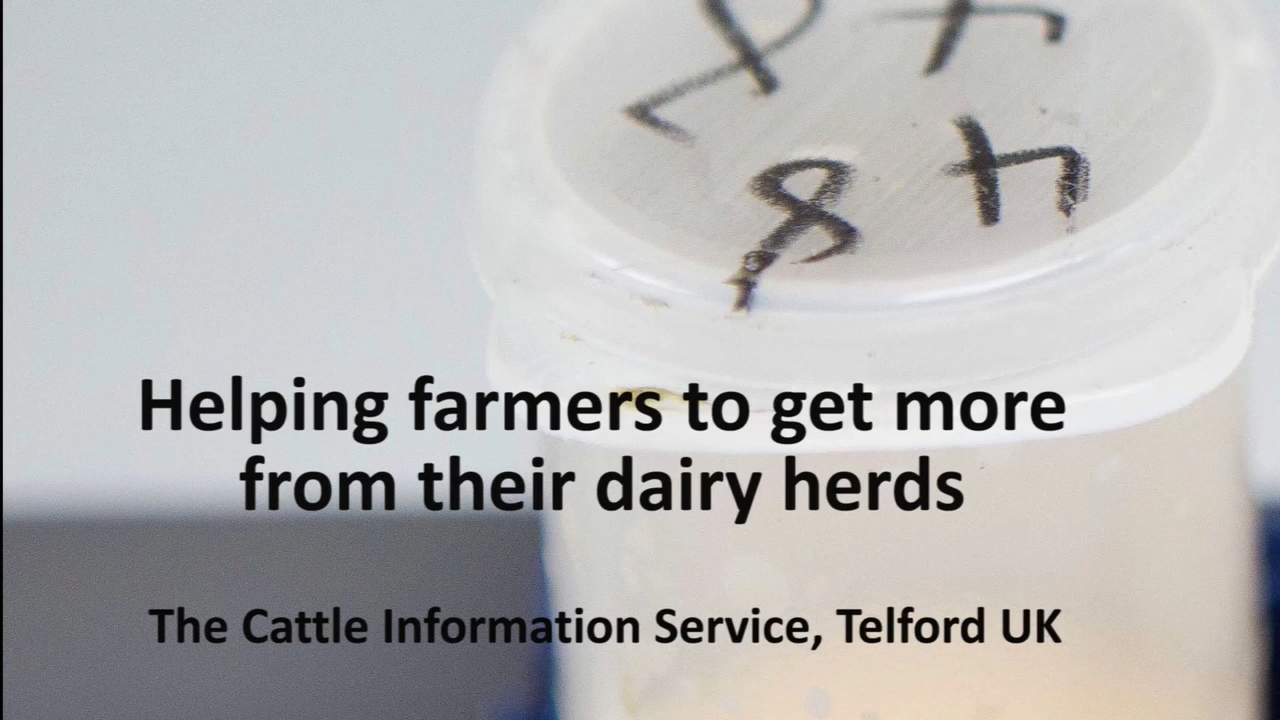 Helping farmers to get more
from their dairy herds
The Cattle Information Service, Telford UK